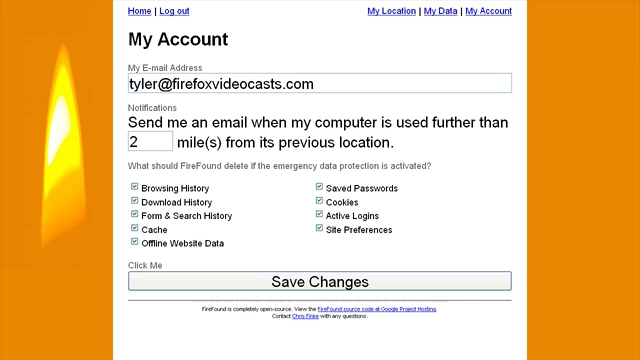 Home | Log out
My Location | My Data | My Account
My Account
My E-mail Address
tyler@firefoxvideocasts.com
Notifications
Send me an email when my computer is used further than
2 mile(s) from its previous location.
What should FireFound delete if the emergency data protection is activated?
Browsing History
Saved Passwords
Download History
Cookies
Form & Search History
Active Logins
Cache
Site Preferences
Offline Website Data
Click Me
Save Changes
FireFound is completely open-source. View the FireFound source code at Google Project Hosting.
Contact Chris Finke with any questions.